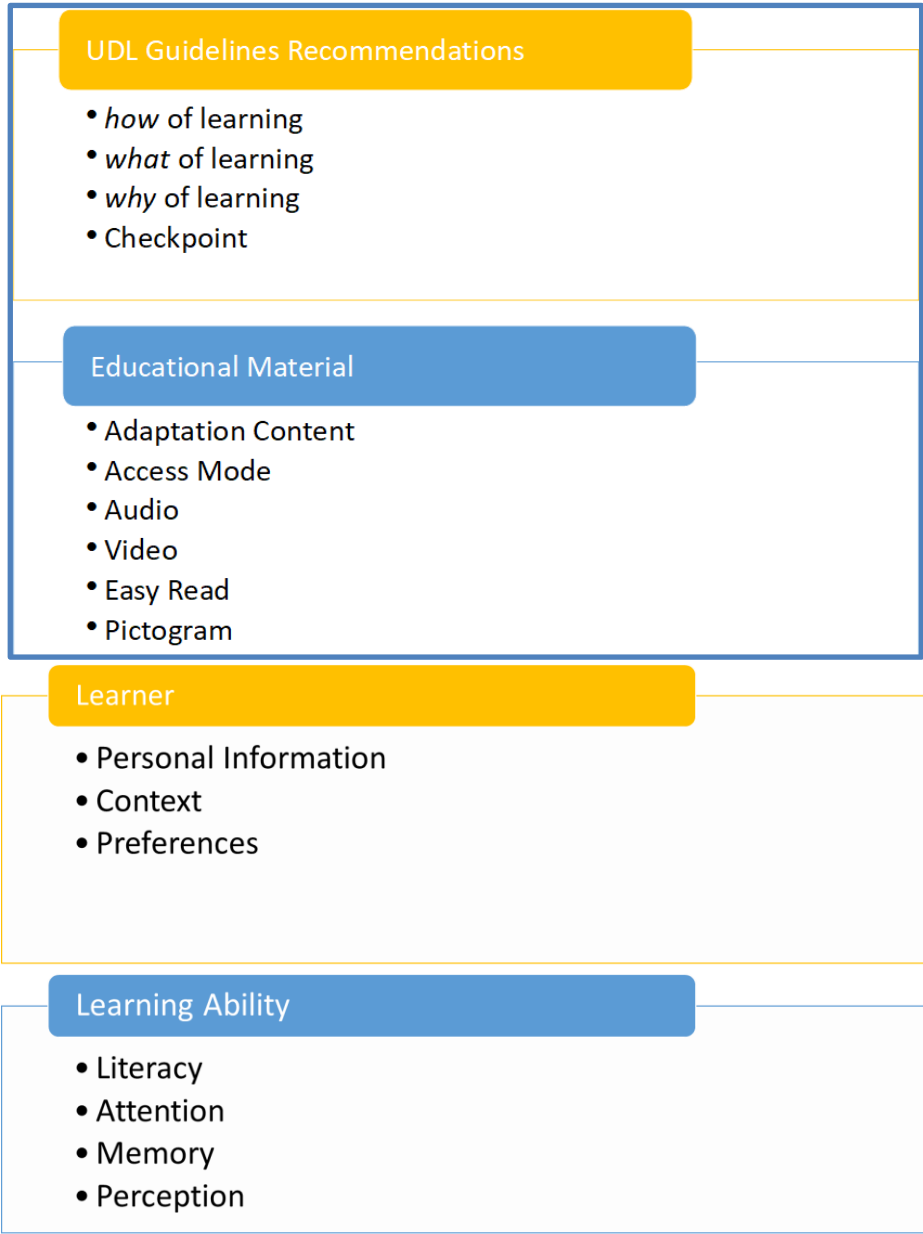 UDL Guidelines Recommendations
• how of learning
• what of learning
• why of learning
• Checkpoint
Educational Material
• Adaptation Content
• Access Mode
• Audio
• Video
• Easy Read
• Pictogram
Learner
• Personal Information
• Context
• Preferences
Learning Ability
• Literacy
• Attention
• Memory
• Perception